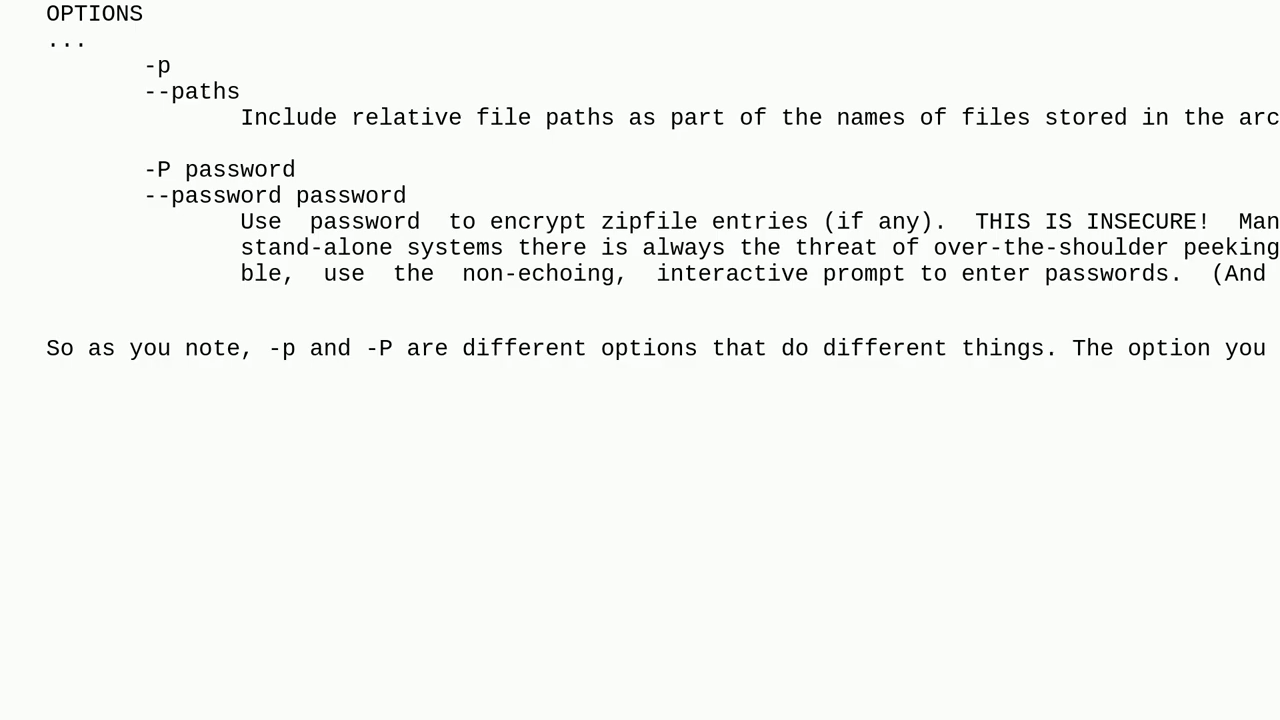 OPTIONS
...
-p
--paths
Include relative file paths as part of the names of files stored in the arc
-P password
--password password
Use  password  to encrypt zipfile entries (if any).  THIS IS INSECURE!  Man
stand-alone systems there is always the threat of over-the-shoulder peeking
ble,  use  the  non-echoing,  interactive prompt to enter passwords.  (And
So as you note, -p and -P are different options that do different things. The option you